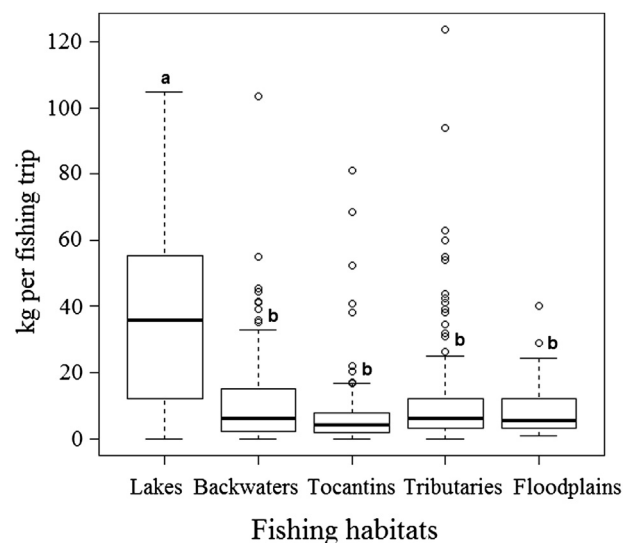 120
100
80
60
40
20
0
kg per fishing trip
a
b
b
b
b
Lakes Backwaters Tocantins Tributaries Floodplains
Fishing habitats